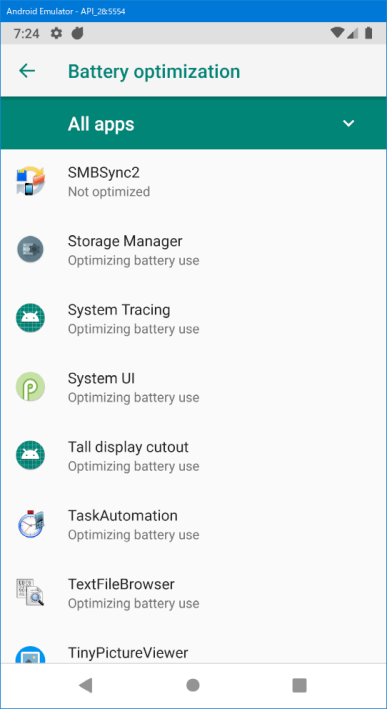 Android Emulator - API_28:5554
7:24
Battery optimization
All apps
SMBSync2
Not optimized
Storage Manager
Optimizing battery use
System Tracing
Optimizing battery use
System UI
Optimizing battery use
Tall display cutout
Optimizing battery use
TaskAutomation
Optimizing battery use
TextFileBrowser
Optimizing battery use
TinyPictureViewer